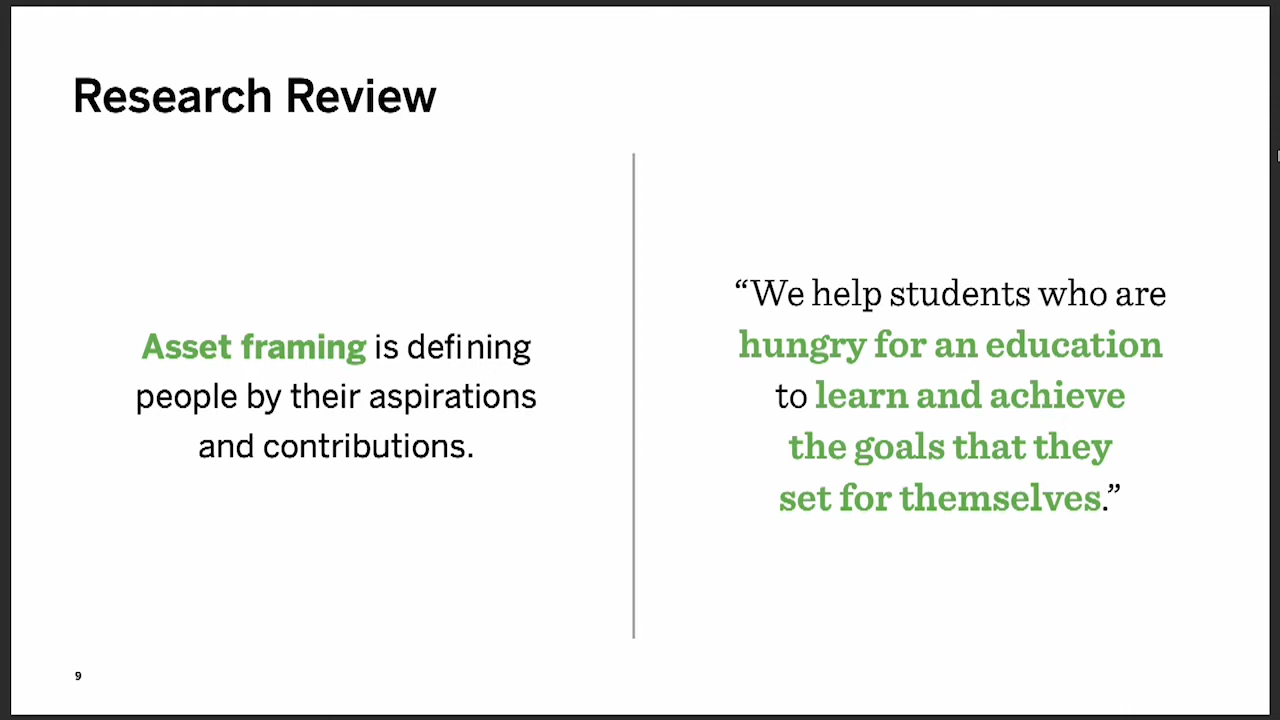 Research Review
Asset framing is defining
people by their aspirations
and contributions.
“We help students who are
hungry for an education
to learn and achieve
the goals that they
set for themselves.”
9